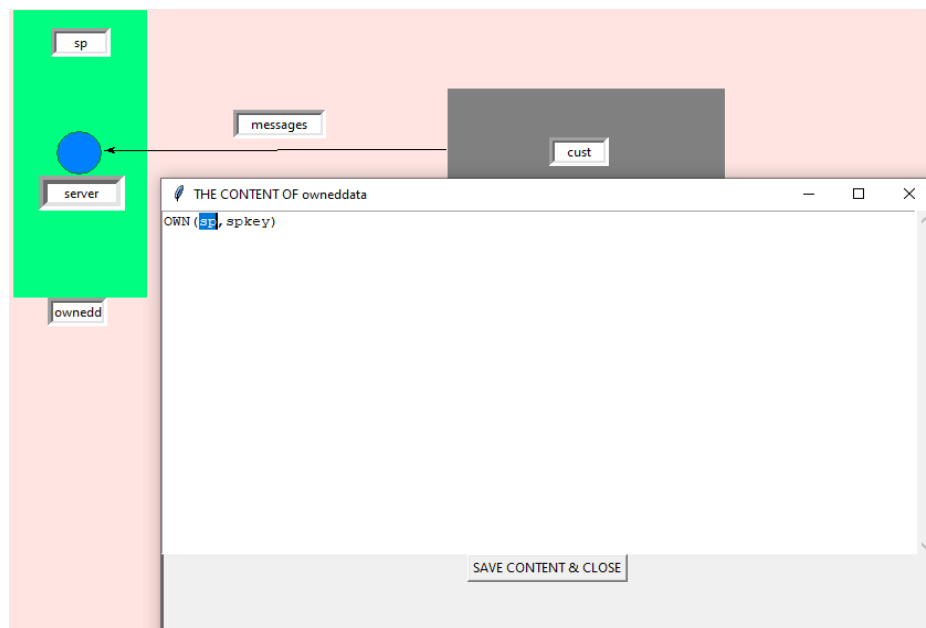 sp
messages
cust
server
THE CONTENT OF owneddata
OWN(sp,spkey)
ownedd
SAVE CONTENT & CLOSE